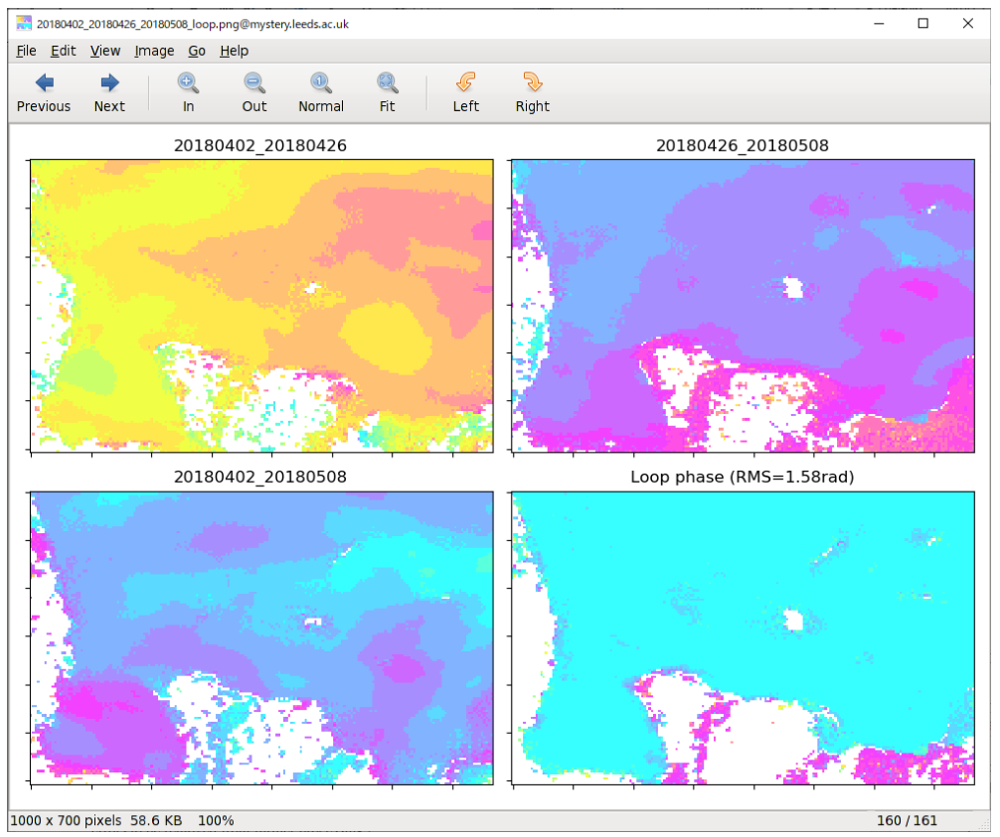 20180402_20180426_20180508_loop.png@mystery.leeds.ac.uk
File Edit View Image Go Help
Previous Next In Out Normal Fit Left Right
20180402_20180426 20180426_20180508
20180402_20180508 Loop phase (RMS=1.58rad)
1000 x 700 pixels 58.6 KB 100% 160 / 161